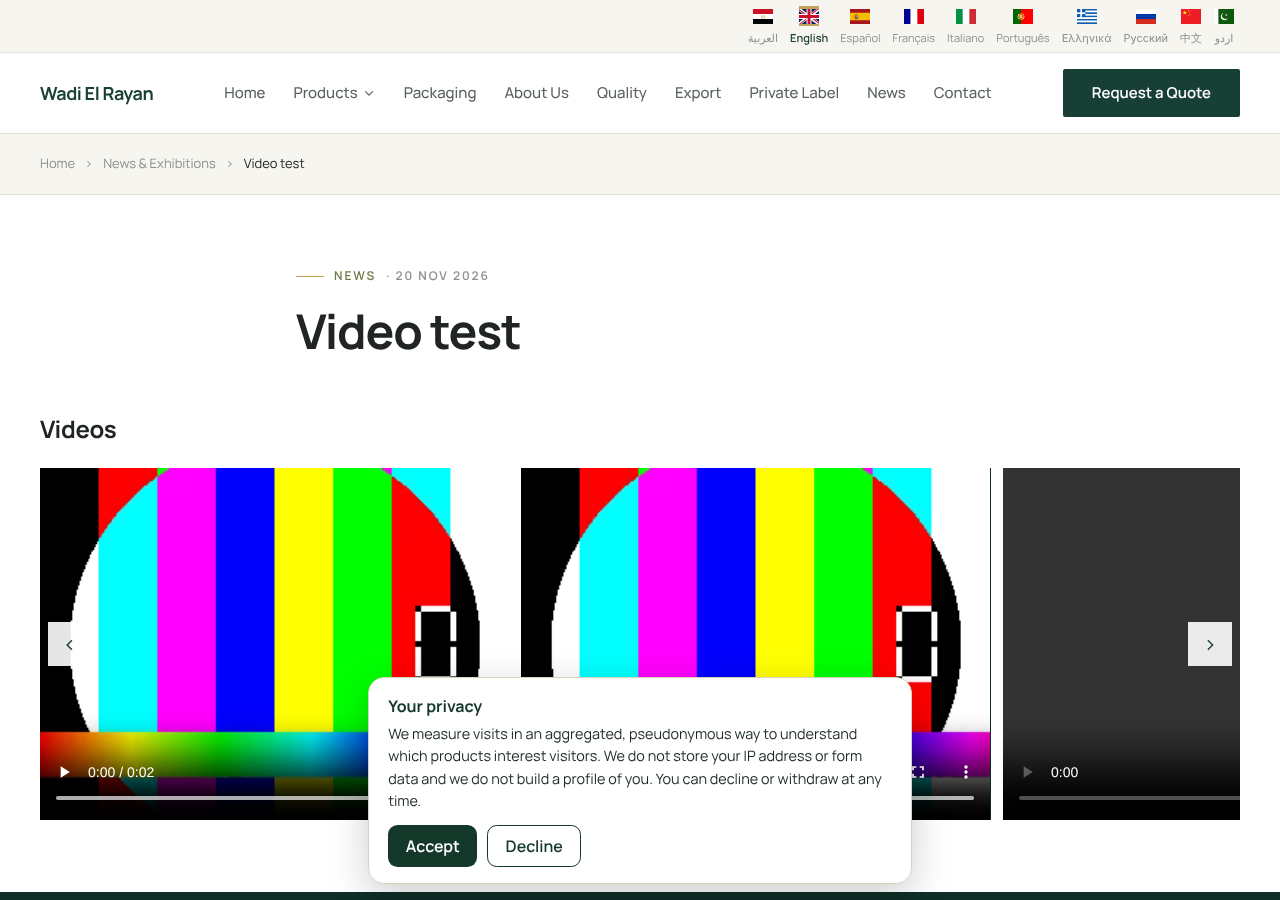 العربية
English
Español
Français
Italiano
Português
Ελληνικά
Русский
中文
اردو
Wadi El Rayan
Home
Products
Packaging
About Us
Quality
Export
Private Label
News
Contact
Request a Quote
Home › News & Exhibitions › Video test
NEWS · 20 NOV 2026
Video test
Videos
0:00 / 0:02
0:00
Your privacy
We measure visits in an aggregated, pseudonymous way to understand
which products interest visitors. We do not store your IP address or form
data and we do not build a profile of you. You can decline or withdraw at any
time.
Accept
Decline